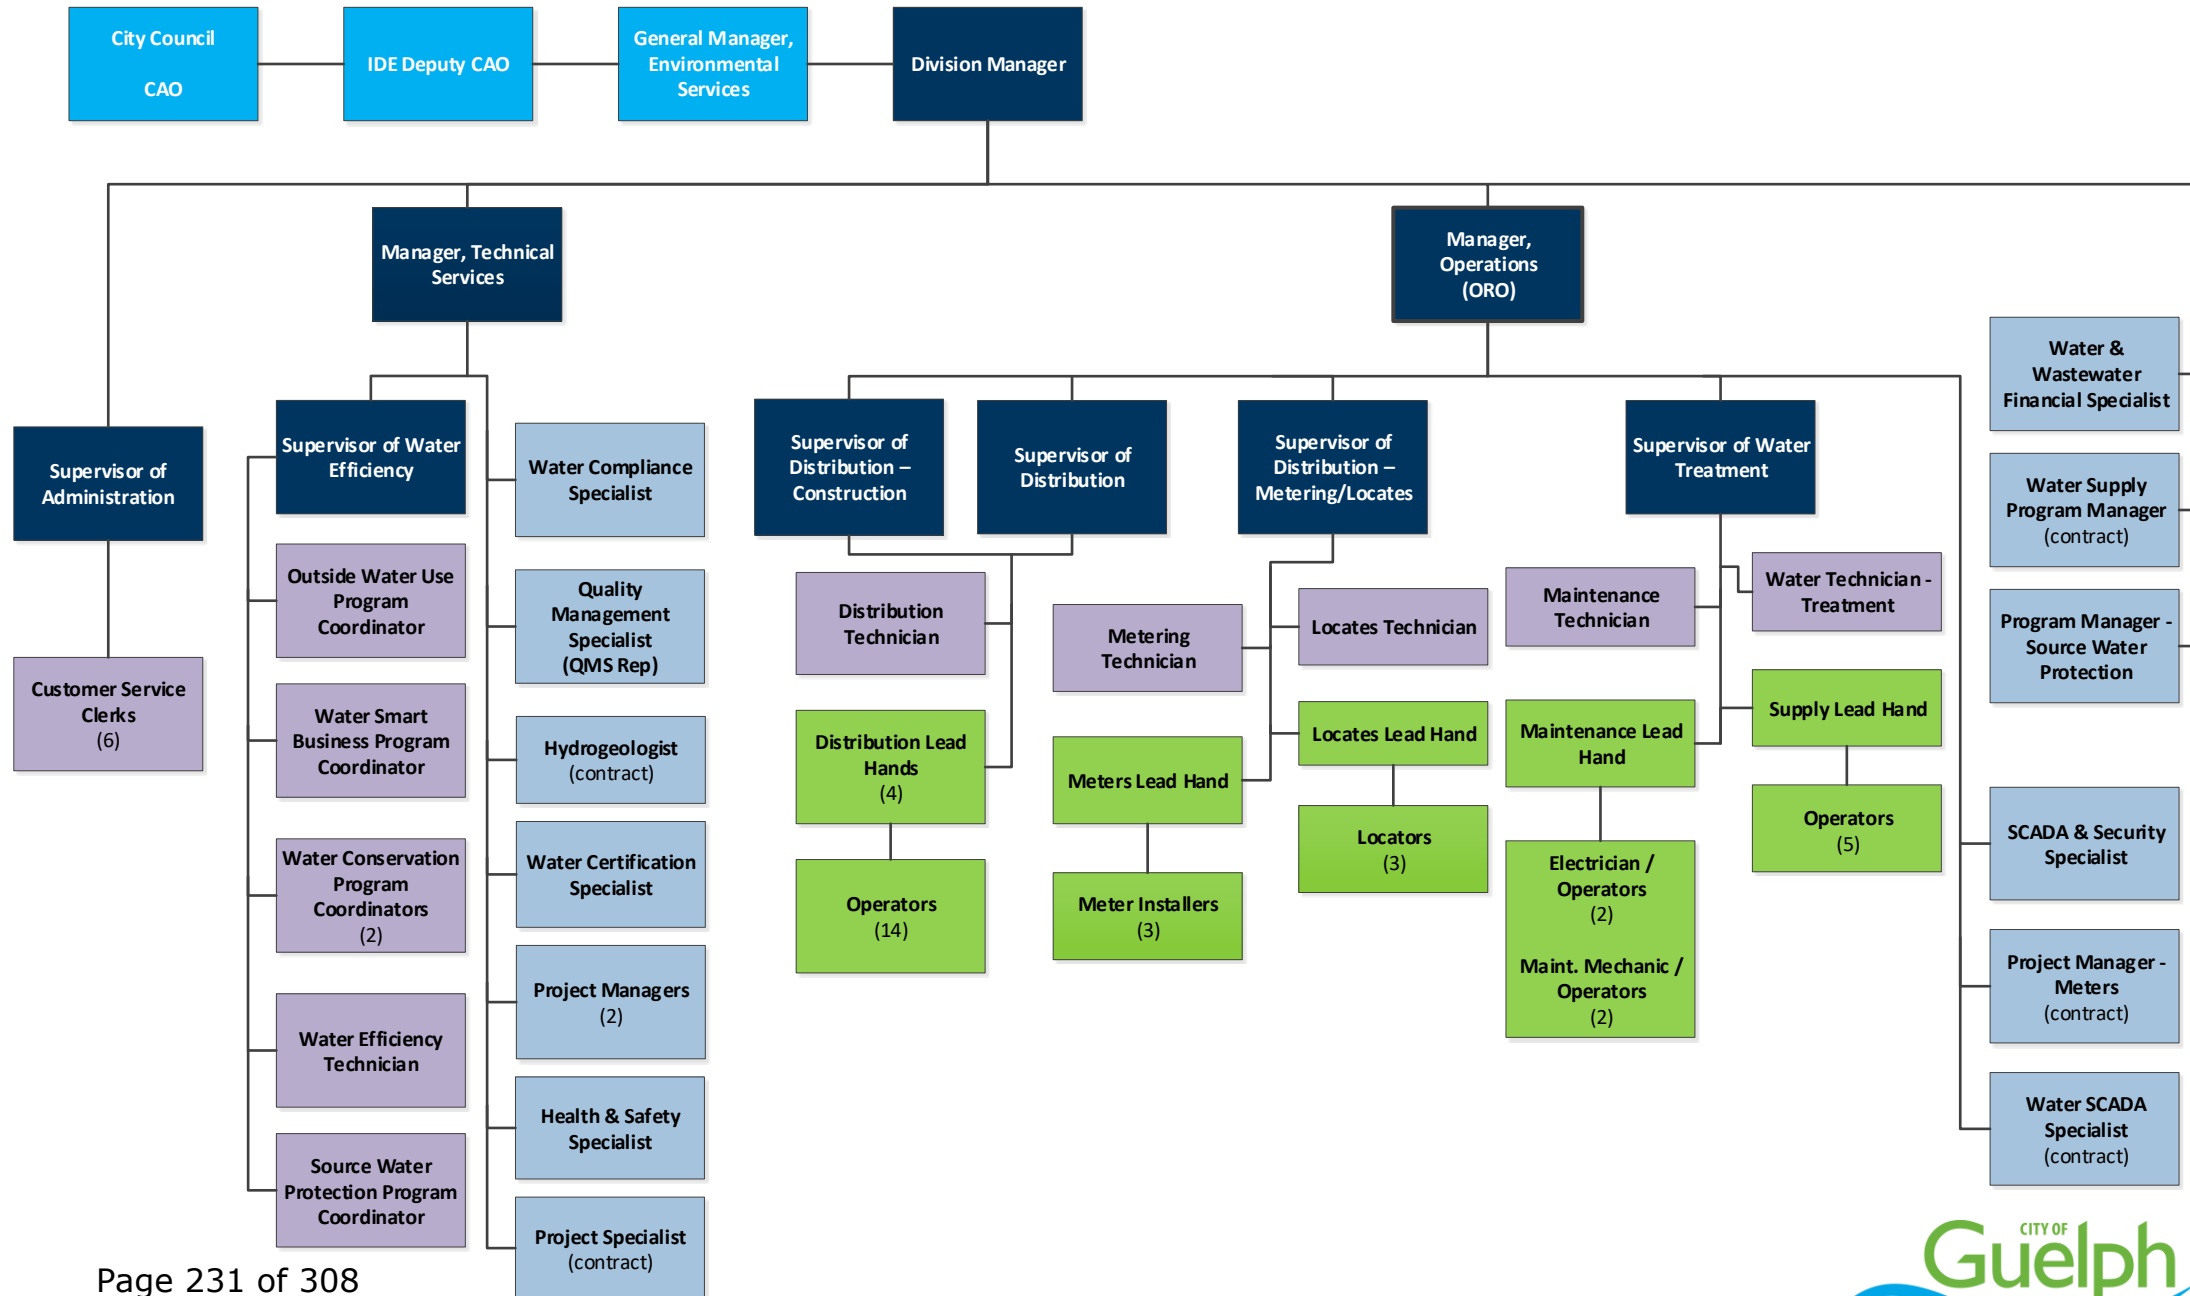 City Council
CAO
IDE Deputy CAO
General Manager,
Environmental
Services
Division Manager
Manager, Technical
Services
Manager,
Operations
(ORO)
Supervisor of
Administration
Customer Service
Clerks
(6)
Supervisor of Water
Efficiency
Outside Water Use
Program
Coordinator
Water Smart
Business Program
Coordinator
Water Conservation
Program
Coordinators
(2)
Water Efficiency
Technician
Source Water
Protection Program
Coordinator
Water Compliance
Specialist
Quality
Management
Specialist
(QMS Rep)
Hydrogeologist
(contract)
Water Certification
Specialist
Project Managers
(2)
Health & Safety
Specialist
Project Specialist
(contract)
Supervisor of
Distribution –
Construction
Supervisor of
Distribution
Distribution
Technician
Distribution Lead
Hands
(4)
Operators
(14)
Supervisor of
Distribution –
Metering/Locates
Metering
Technician
Meters Lead Hand
Meter Installers
(3)
Locates Technician
Locates Lead Hand
Locators
(3)
Supervisor of Water
Treatment
Maintenance
Technician
Maintenance Lead
Hand
Electrician /
Operators
(2)
Maint. Mechanic /
Operators
(2)
Water Technician -
Treatment
Supply Lead Hand
Operators
(5)
Water &
Wastewater
Financial Specialist
Water Supply
Program Manager
(contract)
Program Manager -
Source Water
Protection
SCADA & Security
Specialist
Project Manager -
Meters
(contract)
Water SCADA
Specialist
(contract)
Page 231 of 308
CITY OF
Guelph